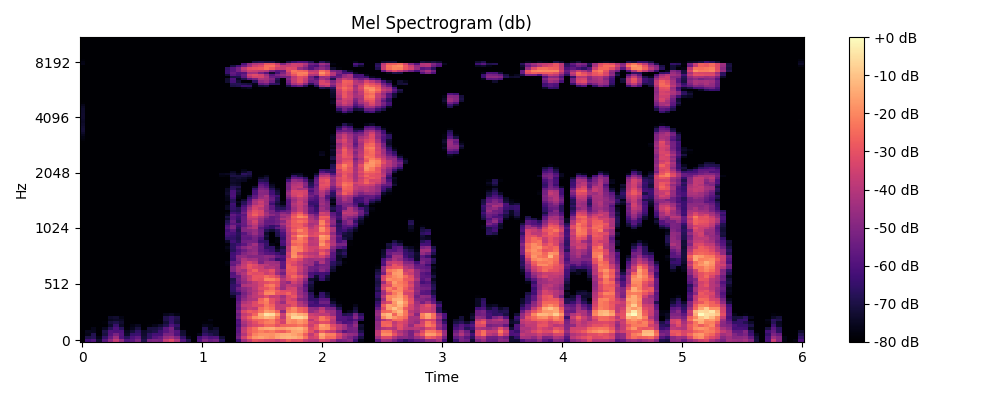 Mel Spectrogram (db)
Hz
8192
4096
2048
1024
512
0
0 1 2 3 4 5 6
Time
+0 dB
-10 dB
-20 dB
-30 dB
-40 dB
-50 dB
-60 dB
-70 dB
-80 dB